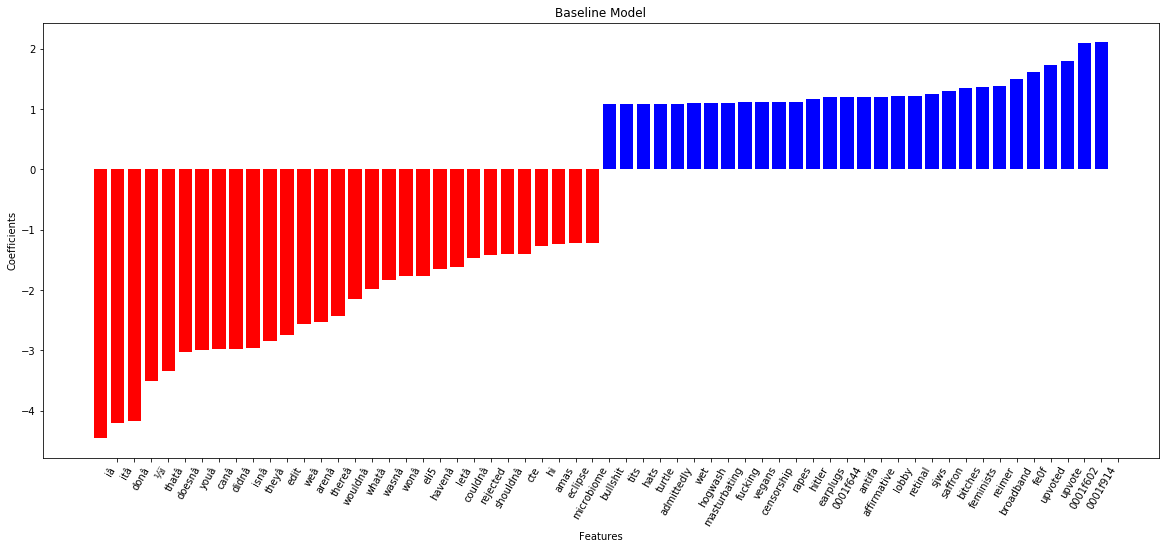 Baseline Model
Coefficients
2
1
0
−1
−2
−3
−4
iâ
itâ
donâ
½ï
thatâ
doesnâ
youâ
canâ
didnâ
isnâ
theyâ
edit
weâ
arenâ
thereâ
wouldnâ
whatâ
wasnâ
wonâ
eli5
havenâ
letâ
couldnâ
rejected
shouldnâ
cte
hi
amas
eclipse
microbiome
bullshit
tits
hats
turtle
admittedly
wet
hogwash
masturbating
fucking
vegans
censorship
rapes
hitler
earplugs
0001f644
antifa
affirmative
lobby
retinal
sjws
saffron
bitches
feminists
reimer
broadband
fe0f
upvoted
upvote
0001f602
0001f914
Features